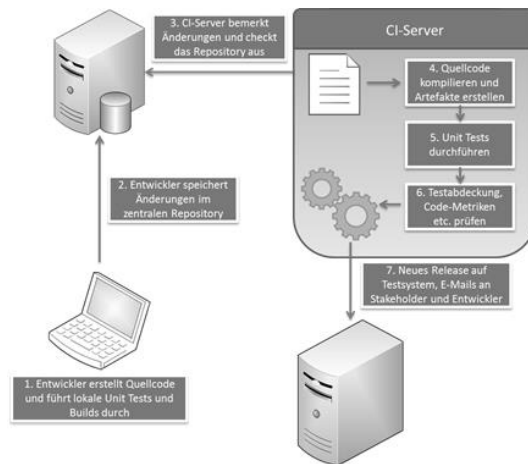 3. CI-Server bemerkt
Änderungen und checkt
das Repository aus
CI-Server
4. Quellcode
kompilieren und
Artefakte erstellen
5. Unit Tests
durchführen
2. Entwickler speichert
Änderungen im
zentralen Repository
6. Testabdeckung,
Code-Metriken
etc. prüfen
7. Neues Release auf
Testsystem, E-Mails an
Stakeholder und Entwickler
1. Entwickler erstellt Quellcode
und führt lokale Unit Tests und
Builds durch